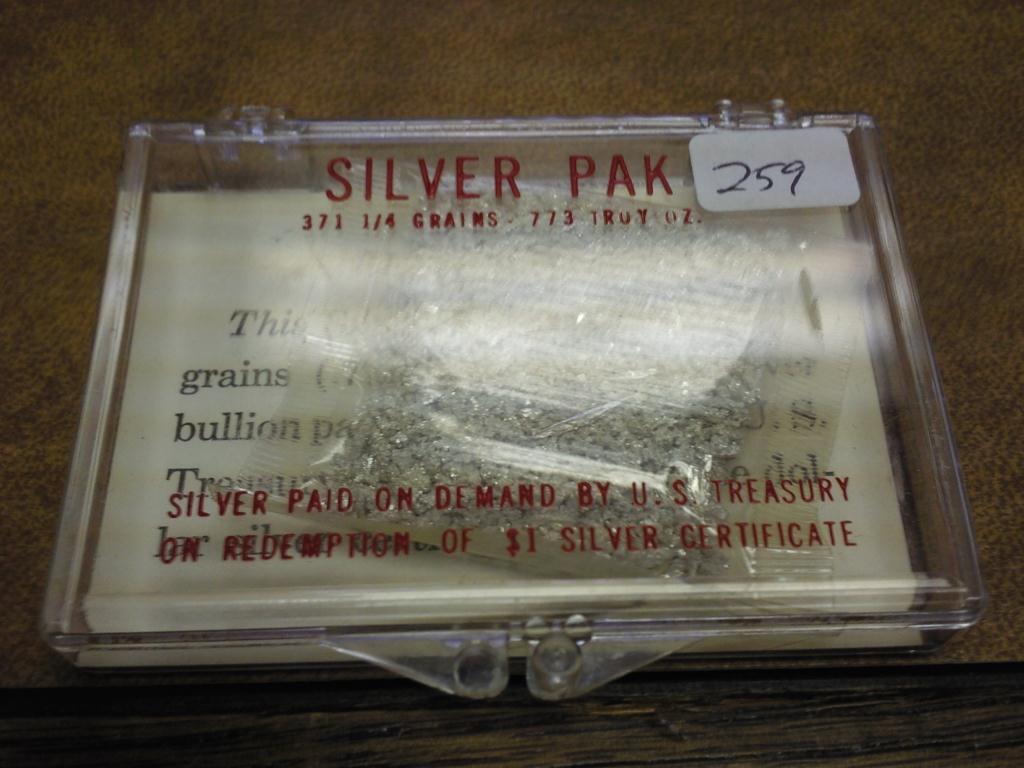 SILVER PAK
259
371 1/4 GRAINS - 773 TROY OZ.
This
grains
bullion
SILVER PAID ON DEMAND BY U.S. TREASURY
ON REDEMPTION OF $1 SILVER CERTIFICATE